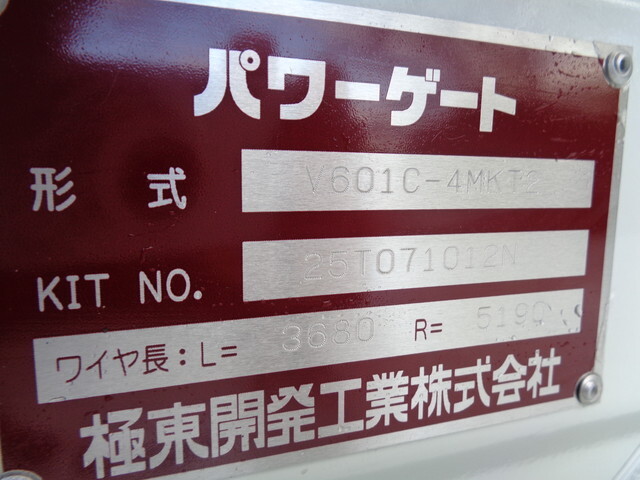 パワーゲート
形 式 V601C-4MKT2
KIT NO. 25T071012N
ワイヤ長:L= 3680 R= 5190
極東開発工業株式会社